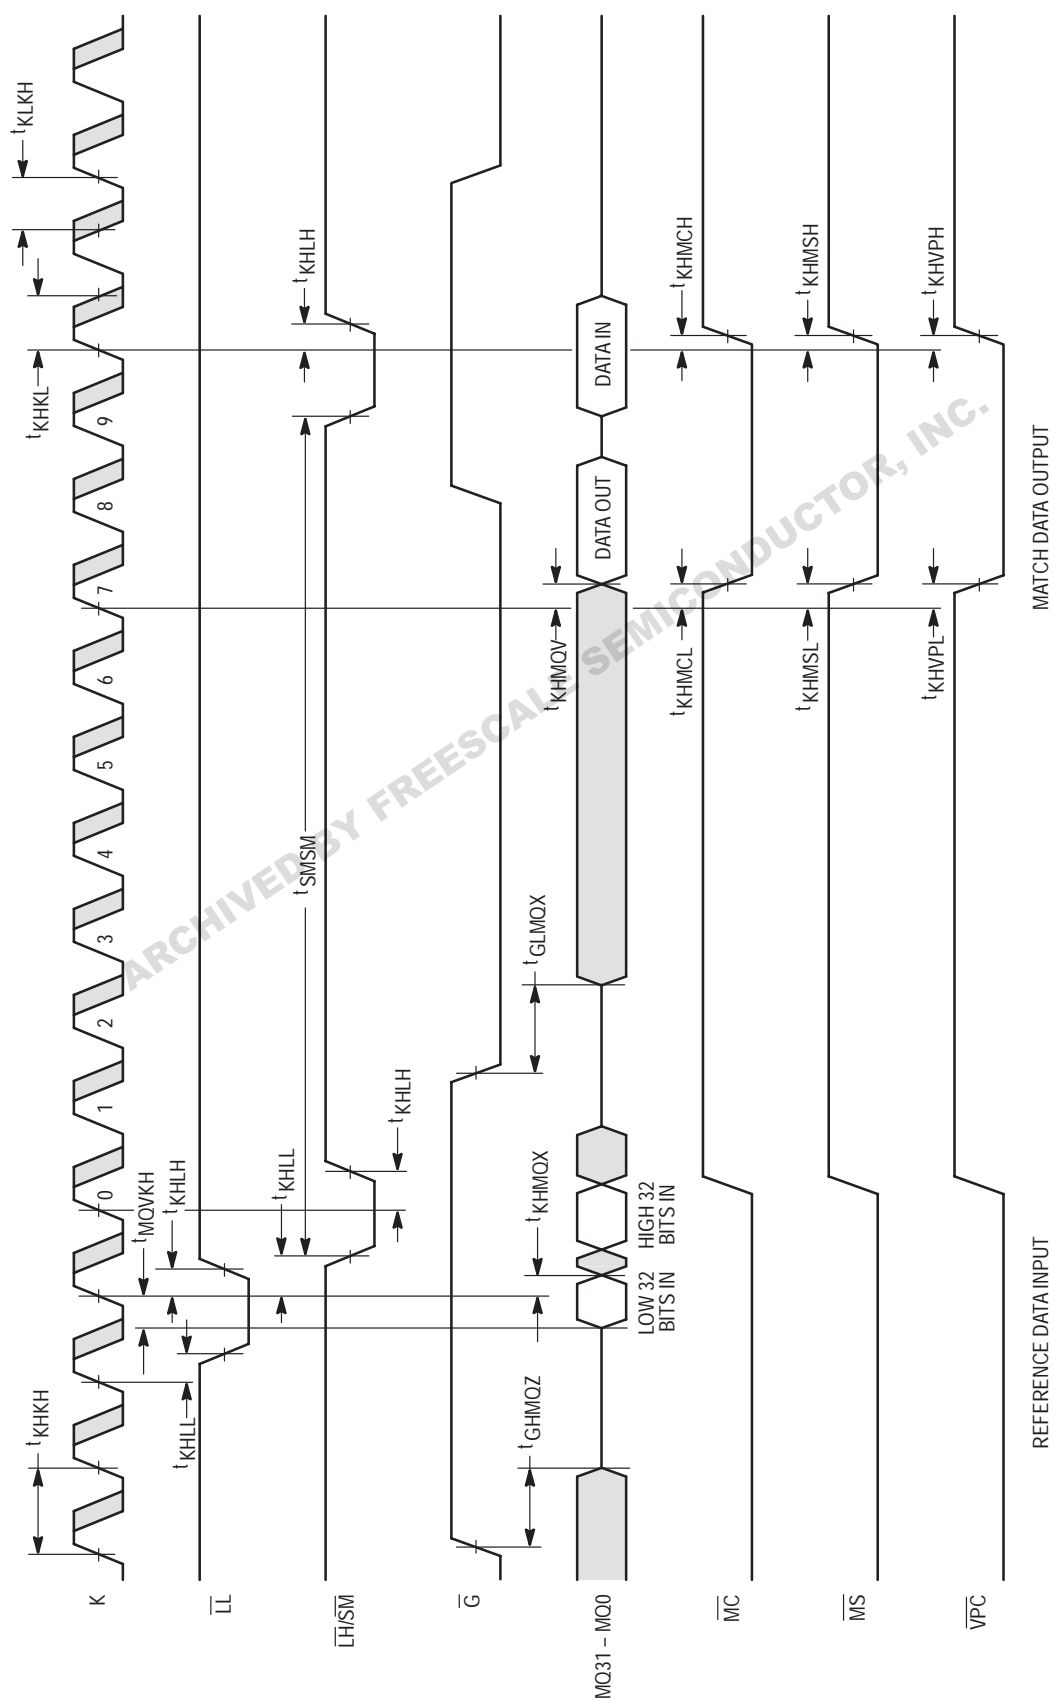 K
tKHKH
tKHKL
tKLKH
0
1
2
3
4
5
6
7
8
9
LL
tKHLL
tMQVKH
tKHLH
LH/SM
tKHLL
tKHLH
tSMSM
tKHLH
G
tGHMQZ
tKHMQX
tGLMQX
tKHMQV
MQ31 – MQ0
LOW 32
BITS IN
HIGH 32
BITS IN
DATA OUT
DATA IN
MC
tKHMCL
tKHMCH
MS
tKHMSL
tKHMSH
VPC
tKHVPL
tKHVPH
REFERENCE DATA INPUT
MATCH DATA OUTPUT
ARCHIVED BY FREESCALE SEMICONDUCTOR, INC.